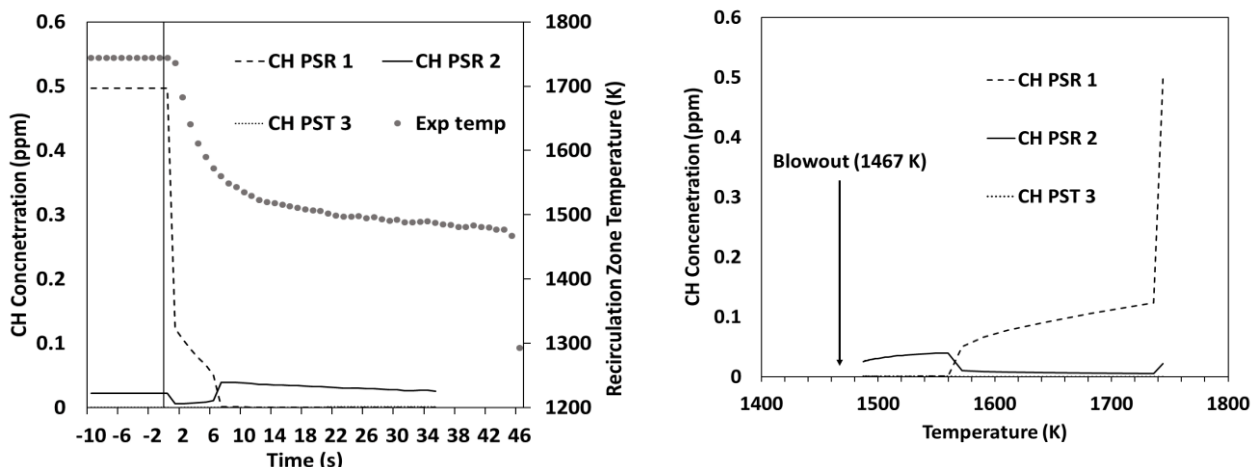 CH Concnetration (ppm)
0.6
0.5
0.4
0.3
0.2
0.1
0
CH PSR 1
CH PSR 2
CH PST 3
Exp temp
1800
1700
1600
1500
1400
1300
1200
Recirculation Zone Temperature (K)
-10 -6 -2 2 6 10 14 18 22 26 30 34 38 42 46
Time (s)
CH Concenetration (ppm)
0.6
0.5
0.4
0.3
0.2
0.1
0
CH PSR 1
CH PSR 2
CH PST 3
Blowout (1467 K)
1400 1500 1600 1700 1800
Temperature (K)